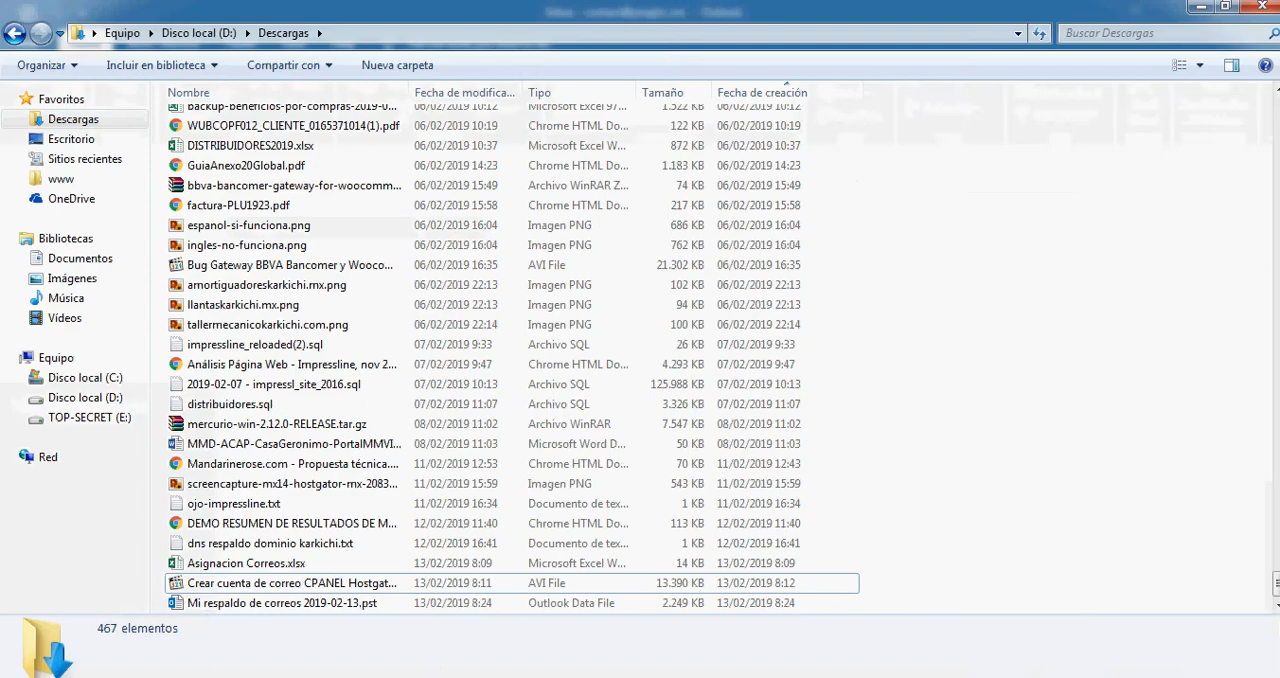 Equipo Disco local (D:) Descargas
Buscar Descargas
Organizar Incluir en biblioteca Compartir con Nueva carpeta
Nombre Fecha de modifica... Tipo Tamaño Fecha de creación
Favoritos
Descargas
Escritorio
Sitios recientes
www
OneDrive
Bibliotecas
Documentos
Imágenes
Música
Vídeos
Equipo
Disco local (C:)
Disco local (D:)
TOP-SECRET (E:)
Red
backup-beneficios-por-compras-2019-0... 06/02/2019 10:12 Microsoft Excel 97... 1.522 KB 06/02/2019 10:12
WUBCOPF012_CLIENTE_0165371014(1).pdf 06/02/2019 10:19 Chrome HTML Do... 122 KB 06/02/2019 10:19
DISTRIBUIDORES2019.xlsx 06/02/2019 10:37 Microsoft Excel W... 872 KB 06/02/2019 10:37
GuiaAnexo20Global.pdf 06/02/2019 14:23 Chrome HTML Do... 1.183 KB 06/02/2019 14:23
bbva-bancomer-gateway-for-woocomm... 06/02/2019 15:49 Archivo WinRAR Z... 74 KB 06/02/2019 15:49
factura-PLU1923.pdf 06/02/2019 15:58 Chrome HTML Do... 217 KB 06/02/2019 15:58
espanol-si-funciona.png 06/02/2019 16:04 Imagen PNG 686 KB 06/02/2019 16:04
ingles-no-funciona.png 06/02/2019 16:04 Imagen PNG 762 KB 06/02/2019 16:04
Bug Gateway BBVA Bancomer y Wooco... 06/02/2019 16:35 AVI File 21.302 KB 06/02/2019 16:35
amortiguadoreskarkichi.mx.png 06/02/2019 22:13 Imagen PNG 102 KB 06/02/2019 22:13
llantaskarkichi.mx.png 06/02/2019 22:13 Imagen PNG 94 KB 06/02/2019 22:13
tallermecanicokarkichi.com.png 06/02/2019 22:14 Imagen PNG 100 KB 06/02/2019 22:14
impressline_reloaded(2).sql 07/02/2019 9:33 Archivo SQL 26 KB 07/02/2019 9:33
Análisis Página Web - Impressline, nov 2... 07/02/2019 9:47 Chrome HTML Do... 4.293 KB 07/02/2019 9:47
2019-02-07 - impressl_site_2016.sql 07/02/2019 10:13 Archivo SQL 125.988 KB 07/02/2019 10:13
distribuidores.sql 07/02/2019 11:07 Archivo SQL 3.326 KB 07/02/2019 11:07
mercurio-win-2.12.0-RELEASE.tar.gz 08/02/2019 11:02 Archivo WinRAR 7.547 KB 08/02/2019 11:02
MMD-ACAP-CasaGeronimo-PortalMMVI... 08/02/2019 11:03 Microsoft Word D... 50 KB 08/02/2019 11:03
Mandarinerose.com - Propuesta técnica.... 11/02/2019 12:53 Chrome HTML Do... 70 KB 11/02/2019 12:43
screencapture-mx14-hostgator-mx-2083... 11/02/2019 15:59 Imagen PNG 543 KB 11/02/2019 15:59
ojo-impressline.txt 11/02/2019 16:34 Documento de tex... 1 KB 11/02/2019 16:34
DEMO RESUMEN DE RESULTADOS DE M... 12/02/2019 11:40 Chrome HTML Do... 113 KB 12/02/2019 11:40
dns respaldo dominio karkichi.txt 12/02/2019 16:41 Documento de tex... 1 KB 12/02/2019 16:41
Asignacion Correos.xlsx 13/02/2019 8:09 Microsoft Excel W... 14 KB 13/02/2019 8:09
Crear cuenta de correo CPANEL Hostgat... 13/02/2019 8:11 AVI File 13.390 KB 13/02/2019 8:12
Mi respaldo de correos 2019-02-13.pst 13/02/2019 8:24 Outlook Data File 2.249 KB 13/02/2019 8:24
467 elementos